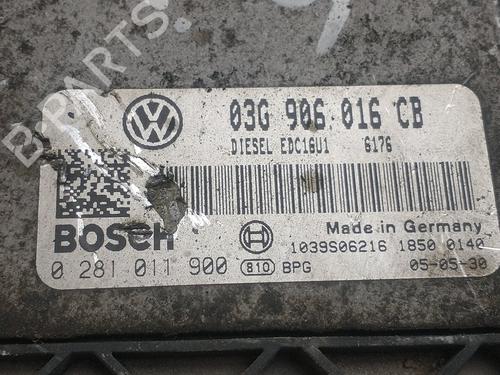 B-PARTS
03G 906 016 CB
DIESEL EDC16U1 6176
BOSCH
Made in Germany
1039S06216 1850 0140
0 281 011 900 810 BPG 05-05-30